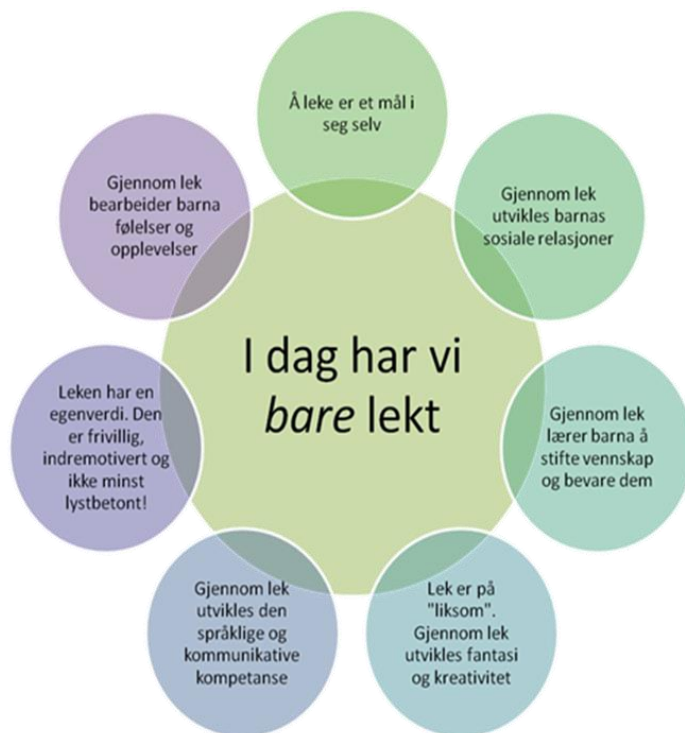 Å leke er et mål i
seg selv
Gjennom lek
utvikles barnas
sosiale relasjoner
Gjennom lek
lærer barna å
stifte vennskap
og bevare dem
Lek er på
"liksom".
Gjennom lek
utvikles fantasi
og kreativitet
Gjennom lek
utvikles den
språklige og
kommunikative
kompetanse
Leken har en
egenverdi. Den
er frivillig,
indremotivert og
ikke minst
lystbetont!
Gjennom lek
bearbeider barna
følelser og
opplevelser
I dag har vi
bare lekt